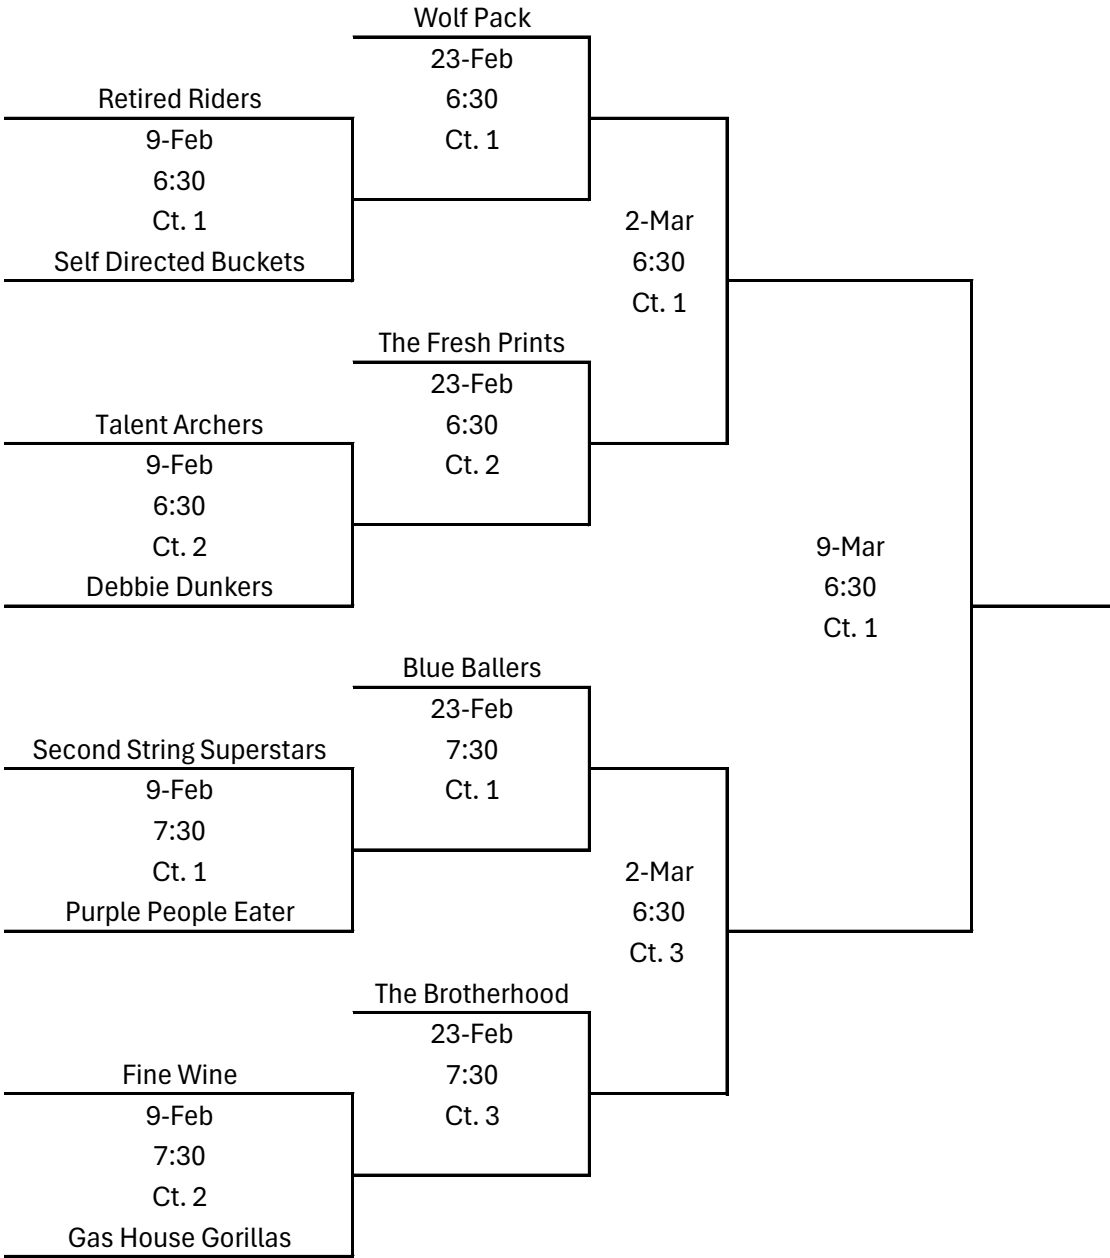 Wolf Pack
23-Feb
6:30
Ct. 1
Retired Riders
9-Feb
6:30
Ct. 1
Self Directed Buckets
2-Mar
6:30
Ct. 1
The Fresh Prints
23-Feb
6:30
Ct. 2
Talent Archers
9-Feb
6:30
Ct. 2
Debbie Dunkers
9-Mar
6:30
Ct. 1
Blue Ballers
23-Feb
7:30
Ct. 1
Second String Superstars
9-Feb
7:30
Ct. 1
Purple People Eater
2-Mar
6:30
Ct. 3
The Brotherhood
23-Feb
7:30
Ct. 3
Fine Wine
9-Feb
7:30
Ct. 2
Gas House Gorillas